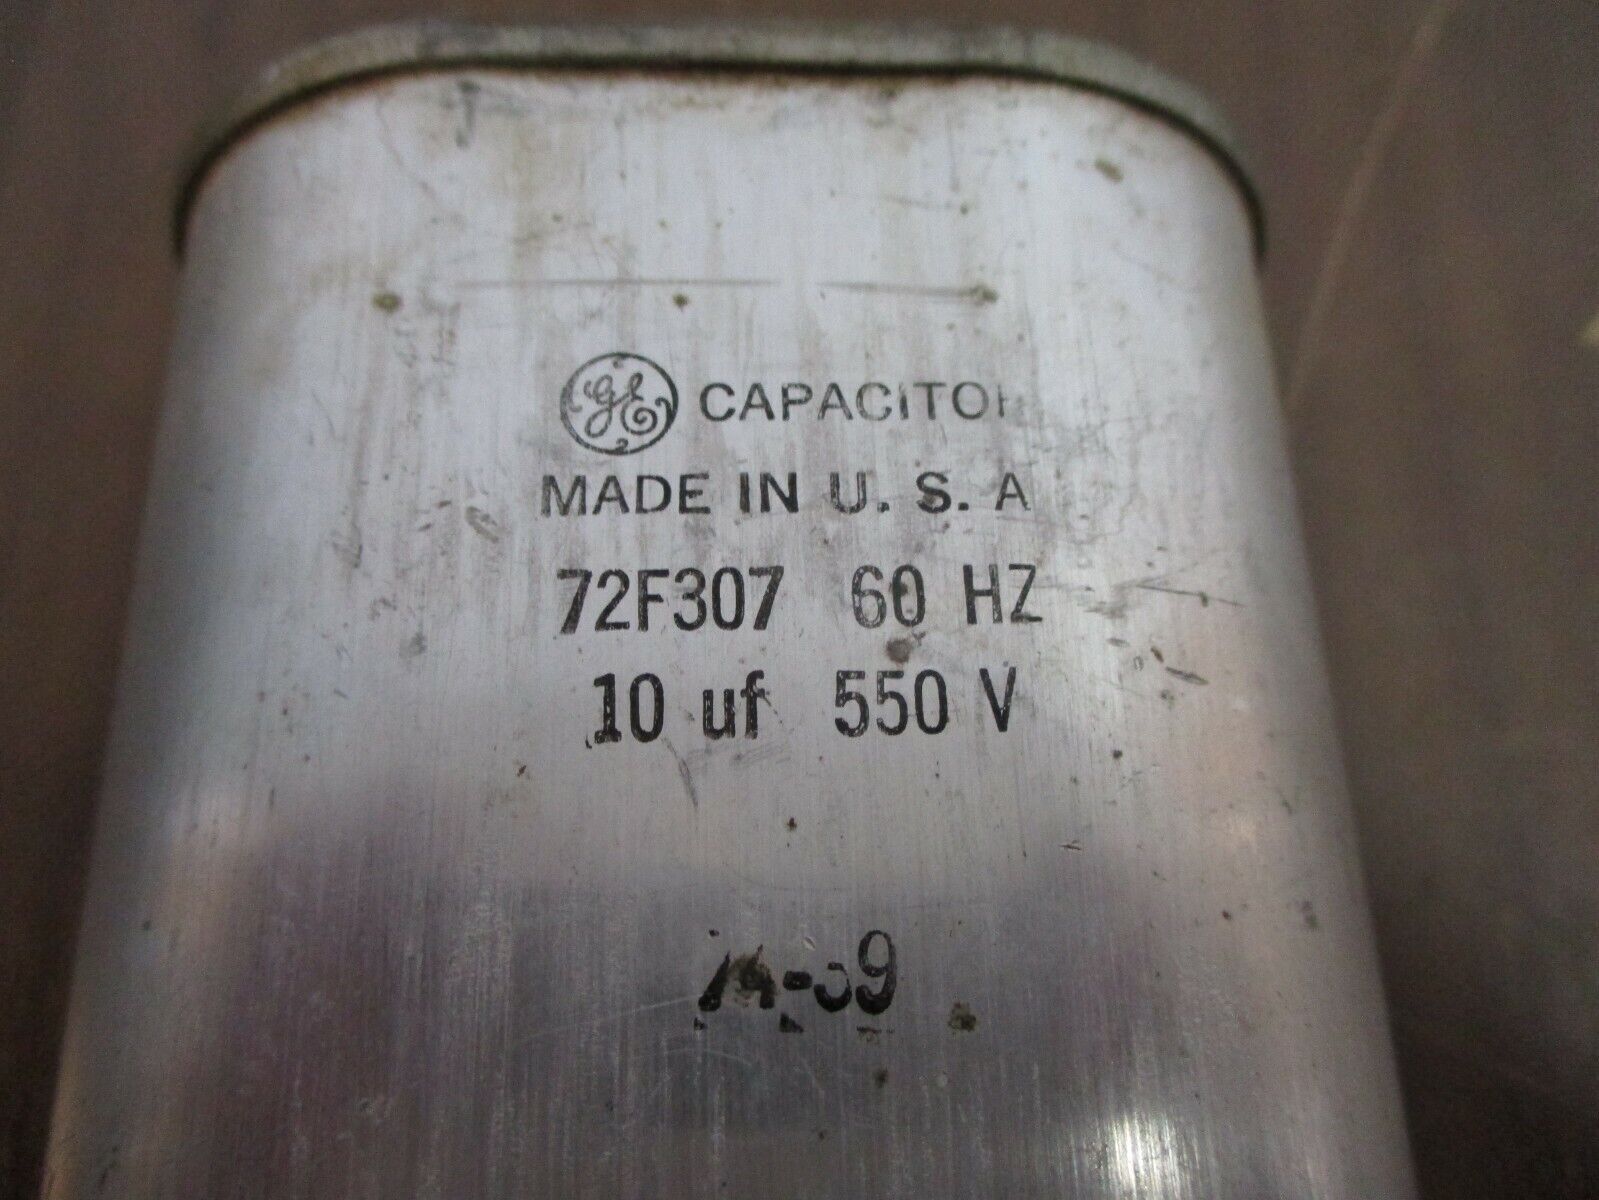 GE CAPACITOR
MADE IN U. S. A
72F307 60 HZ
10 uf 550 V